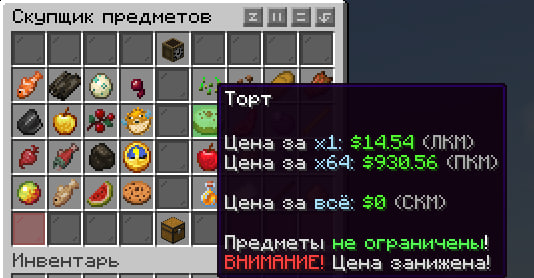 Скупщик предметов
Торт
Цена за x1: $14.54 (ЛКМ)
Цена за x64: $930.56 (ПКМ)
Цена за всё: $0 (СКМ)
Предметы не ограничены!
ВНИМАНИЕ! Цена занижена!
Инвентарь